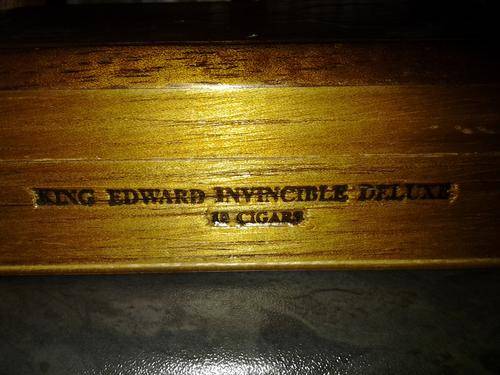 KING EDWARD INVINCIBLE DELUXE
CIGARS